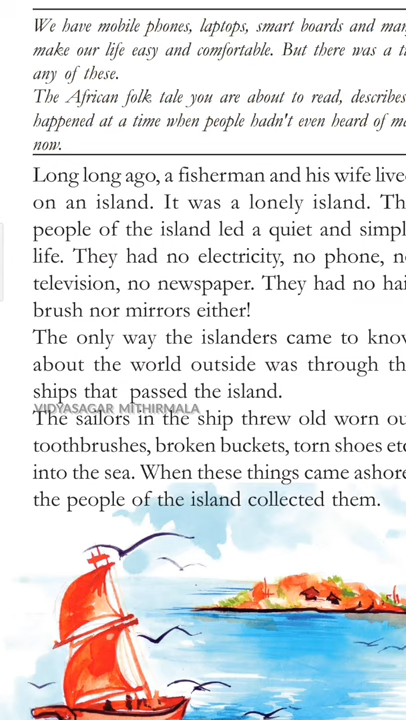 We have mobile phones, laptops, smart boards and man
make our life easy and comfortable. But there was a t
any of these.
The African folk tale you are about to read, describes
happened at a time when people hadn't even heard of m
now.
Long long ago, a fisherman and his wife live
on an island. It was a lonely island. Th
people of the island led a quiet and simpl
life. They had no electricity, no phone, n
television, no newspaper. They had no hai
brush nor mirrors either!
The only way the islanders came to know
about the world outside was through th
ships that passed the island.
VIDYASAGAR MITHIRMALA
The sailors in the ship threw old worn ou
toothbrushes, broken buckets, torn shoes etc
into the sea. When these things came ashore
the people of the island collected them.